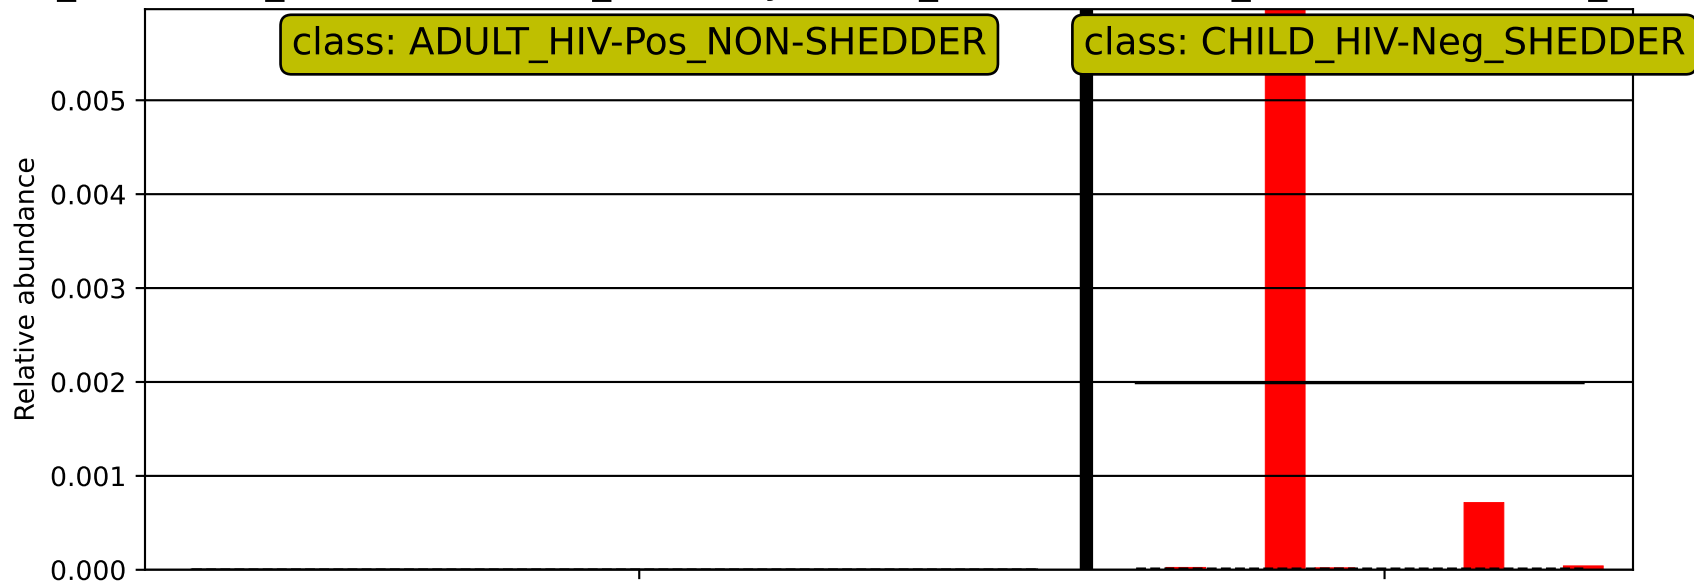 class: ADULT_HIV-Pos_NON-SHEDDER
class: CHILD_HIV-Neg_SHEDDER
0.005
0.004
0.003
0.002
0.001
0.000
Relative abundance